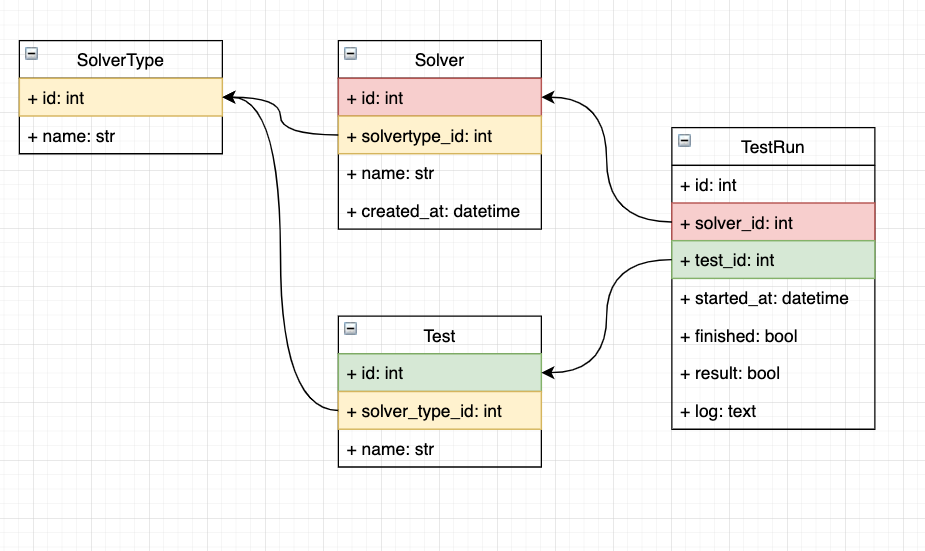 SolverType
+ id: int
+ name: str
Solver
+ id: int
+ solvertype_id: int
+ name: str
+ created_at: datetime
Test
+ id: int
+ solver_type_id: int
+ name: str
TestRun
+ id: int
+ solver_id: int
+ test_id: int
+ started_at: datetime
+ finished: bool
+ result: bool
+ log: text